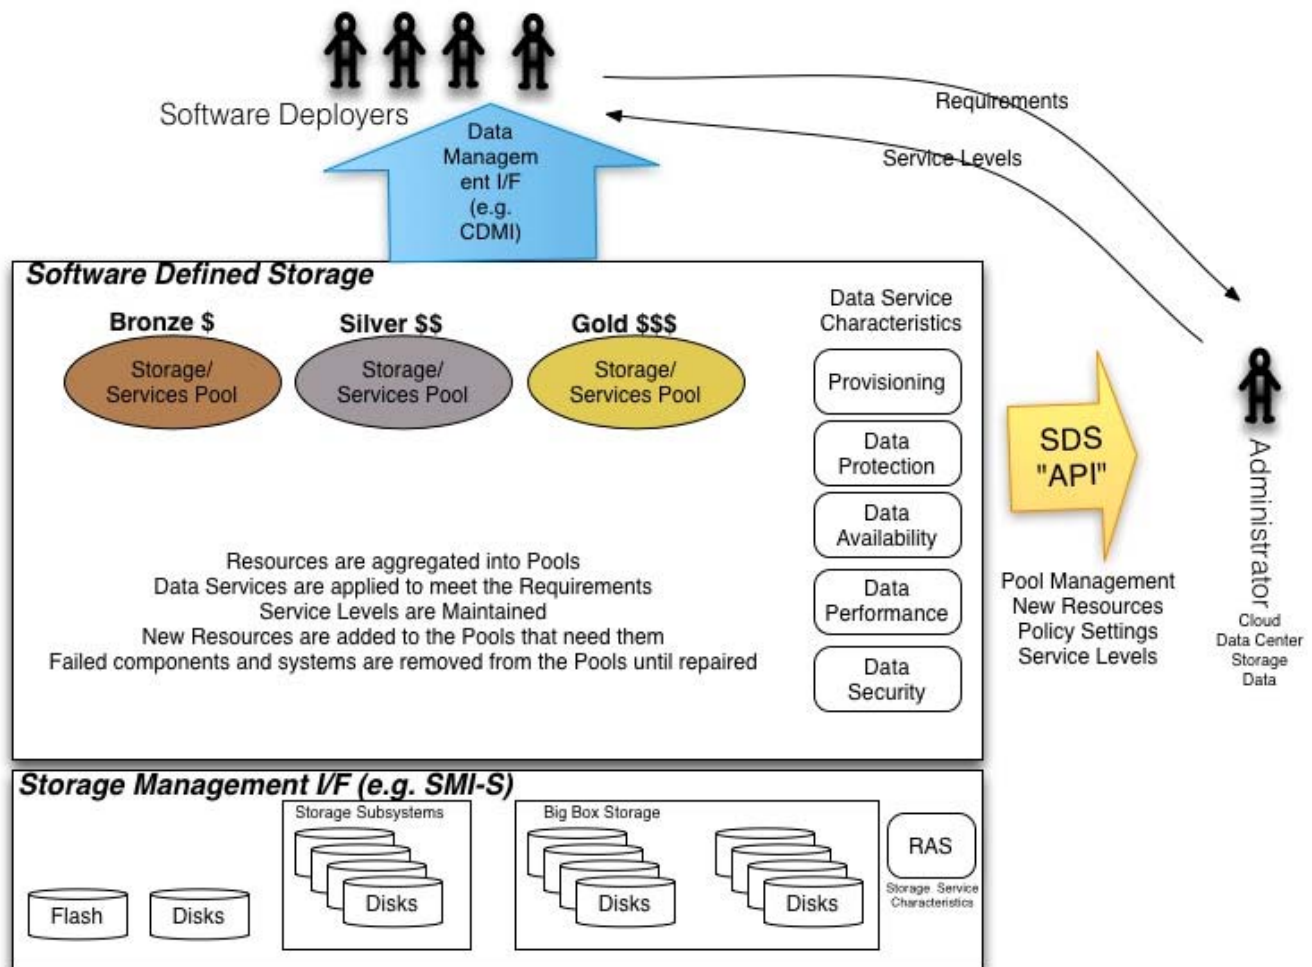 Software Deployers
Data
Managem
ent I/F
(e.g.
CDMI)
Requirements
Service Levels
Software Defined Storage
Bronze $
Silver $$
Gold $$$
Storage/
Services Pool
Storage/
Services Pool
Storage/
Services Pool
Data Service
Characteristics
Provisioning
Data
Protection
Data
Availability
Data
Performance
Data
Security
Resources are aggregated into Pools
Data Services are applied to meet the Requirements
Service Levels are Maintained
New Resources are added to the Pools that need them
Failed components and systems are removed from the Pools until repaired
SDS
"API"
Pool Management
New Resources
Policy Settings
Service Levels
Administrator
Cloud
Data Center
Storage
Data
Storage Management I/F (e.g. SMI-S)
Flash
Disks
Storage Subsystems
Disks
Big Box Storage
Disks
Disks
RAS
Storage Service
Characteristics